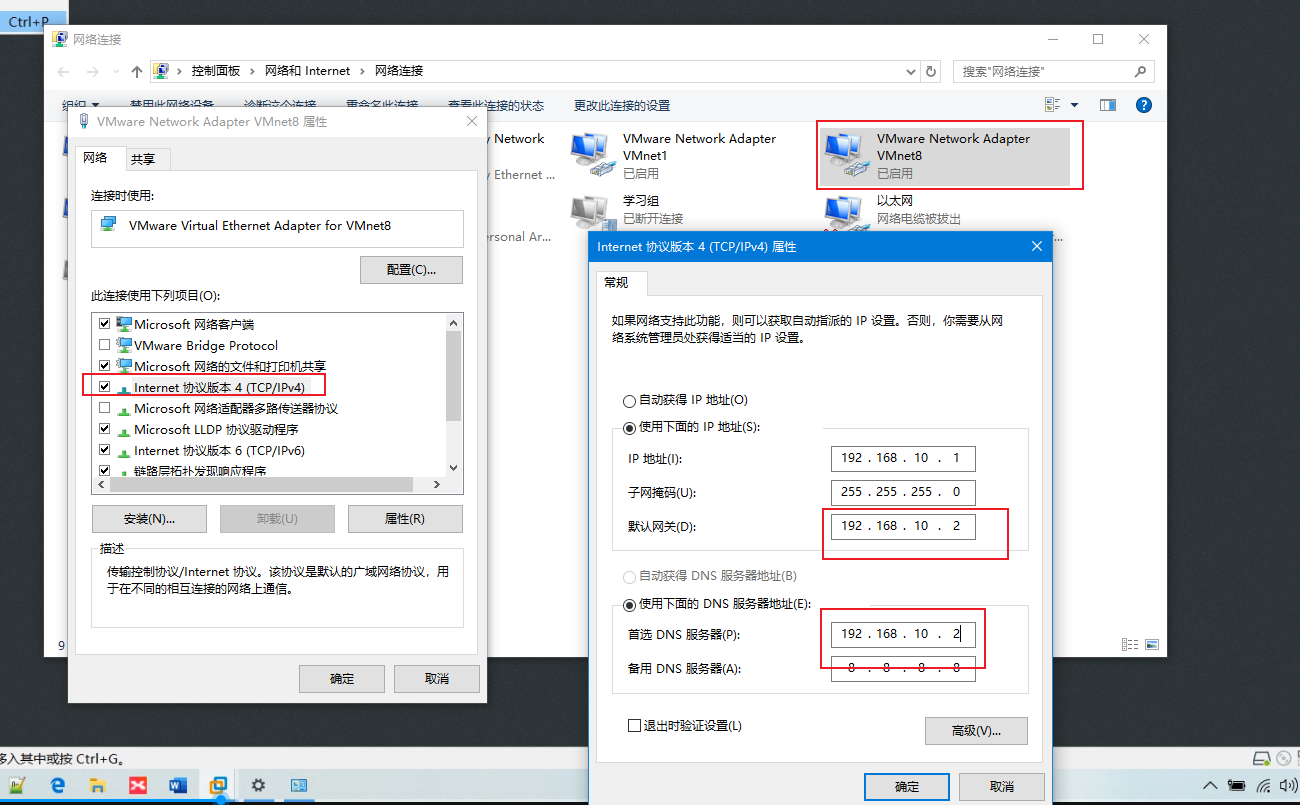 Ctrl+P
网络连接
控制面板 > 网络和 Internet > 网络连接
搜索"网络连接"
组织 禁用此网络设备 诊断这个连接 重命名此连接 查看此连接的状态 更改此连接的设置
VMware Network Adapter VMnet8 属性
网络 共享
连接时使用:
VMware Virtual Ethernet Adapter for VMnet8
配置(C)...
此连接使用下列项目(O):
Microsoft 网络客户端
VMware Bridge Protocol
Microsoft 网络的文件和打印机共享
Internet 协议版本 4 (TCP/IPv4)
Microsoft 网络适配器多路传送器协议
Microsoft LLDP 协议驱动程序
Internet 协议版本 6 (TCP/IPv6)
链路层拓扑发现响应程序
安装(N)... 卸载(U) 属性(R)
描述
传输控制协议/Internet 协议。该协议是默认的广域网络协议，用
于在不同的相互连接的网络上通信。
确定 取消
9
y Network
y Ethernet ...
ersonal Ar...
VMware Network Adapter
VMnet1
已启用
VMware Network Adapter
VMnet8
已启用
学习组
已断开连接
以太网
网络电缆被拔出
...
Internet 协议版本 4 (TCP/IPv4) 属性
常规
如果网络支持此功能，则可以获取自动指派的 IP 设置。否则，你需要从网
络系统管理员处获得适当的 IP 设置。
自动获得 IP 地址(O)
使用下面的 IP 地址(S):
IP 地址(I): 192 . 168 . 10 . 1
子网掩码(U): 255 . 255 . 255 . 0
默认网关(D): 192 . 168 . 10 . 2
自动获得 DNS 服务器地址(B)
使用下面的 DNS 服务器地址(E):
首选 DNS 服务器(P): 192 . 168 . 10 . 2
备用 DNS 服务器(A): 8 . 8 . 8 . 8
退出时验证设置(L)
高级(V)...
确定 取消
移入其中或按 Ctrl+G。